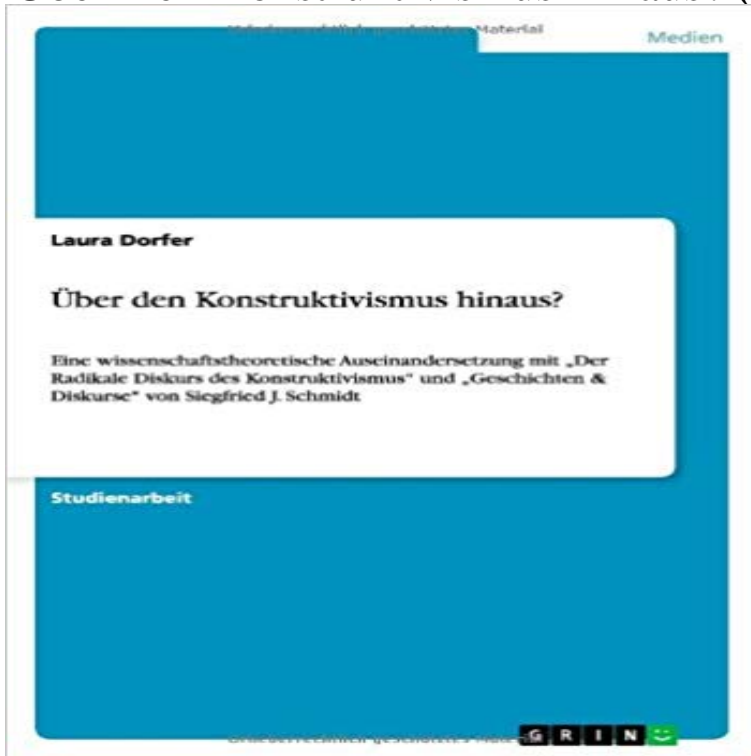 Material
Medien
Laura Dorfer
Über den Konstruktivismus hinaus?
Eine wissenschaftstheoretische Auseinandersetzung mit „Der
Radikale Diskurs des Konstruktivismus“ und „Geschichten &
Diskurse“ von Siegfried J. Schmidt
Studienarbeit
GRIN